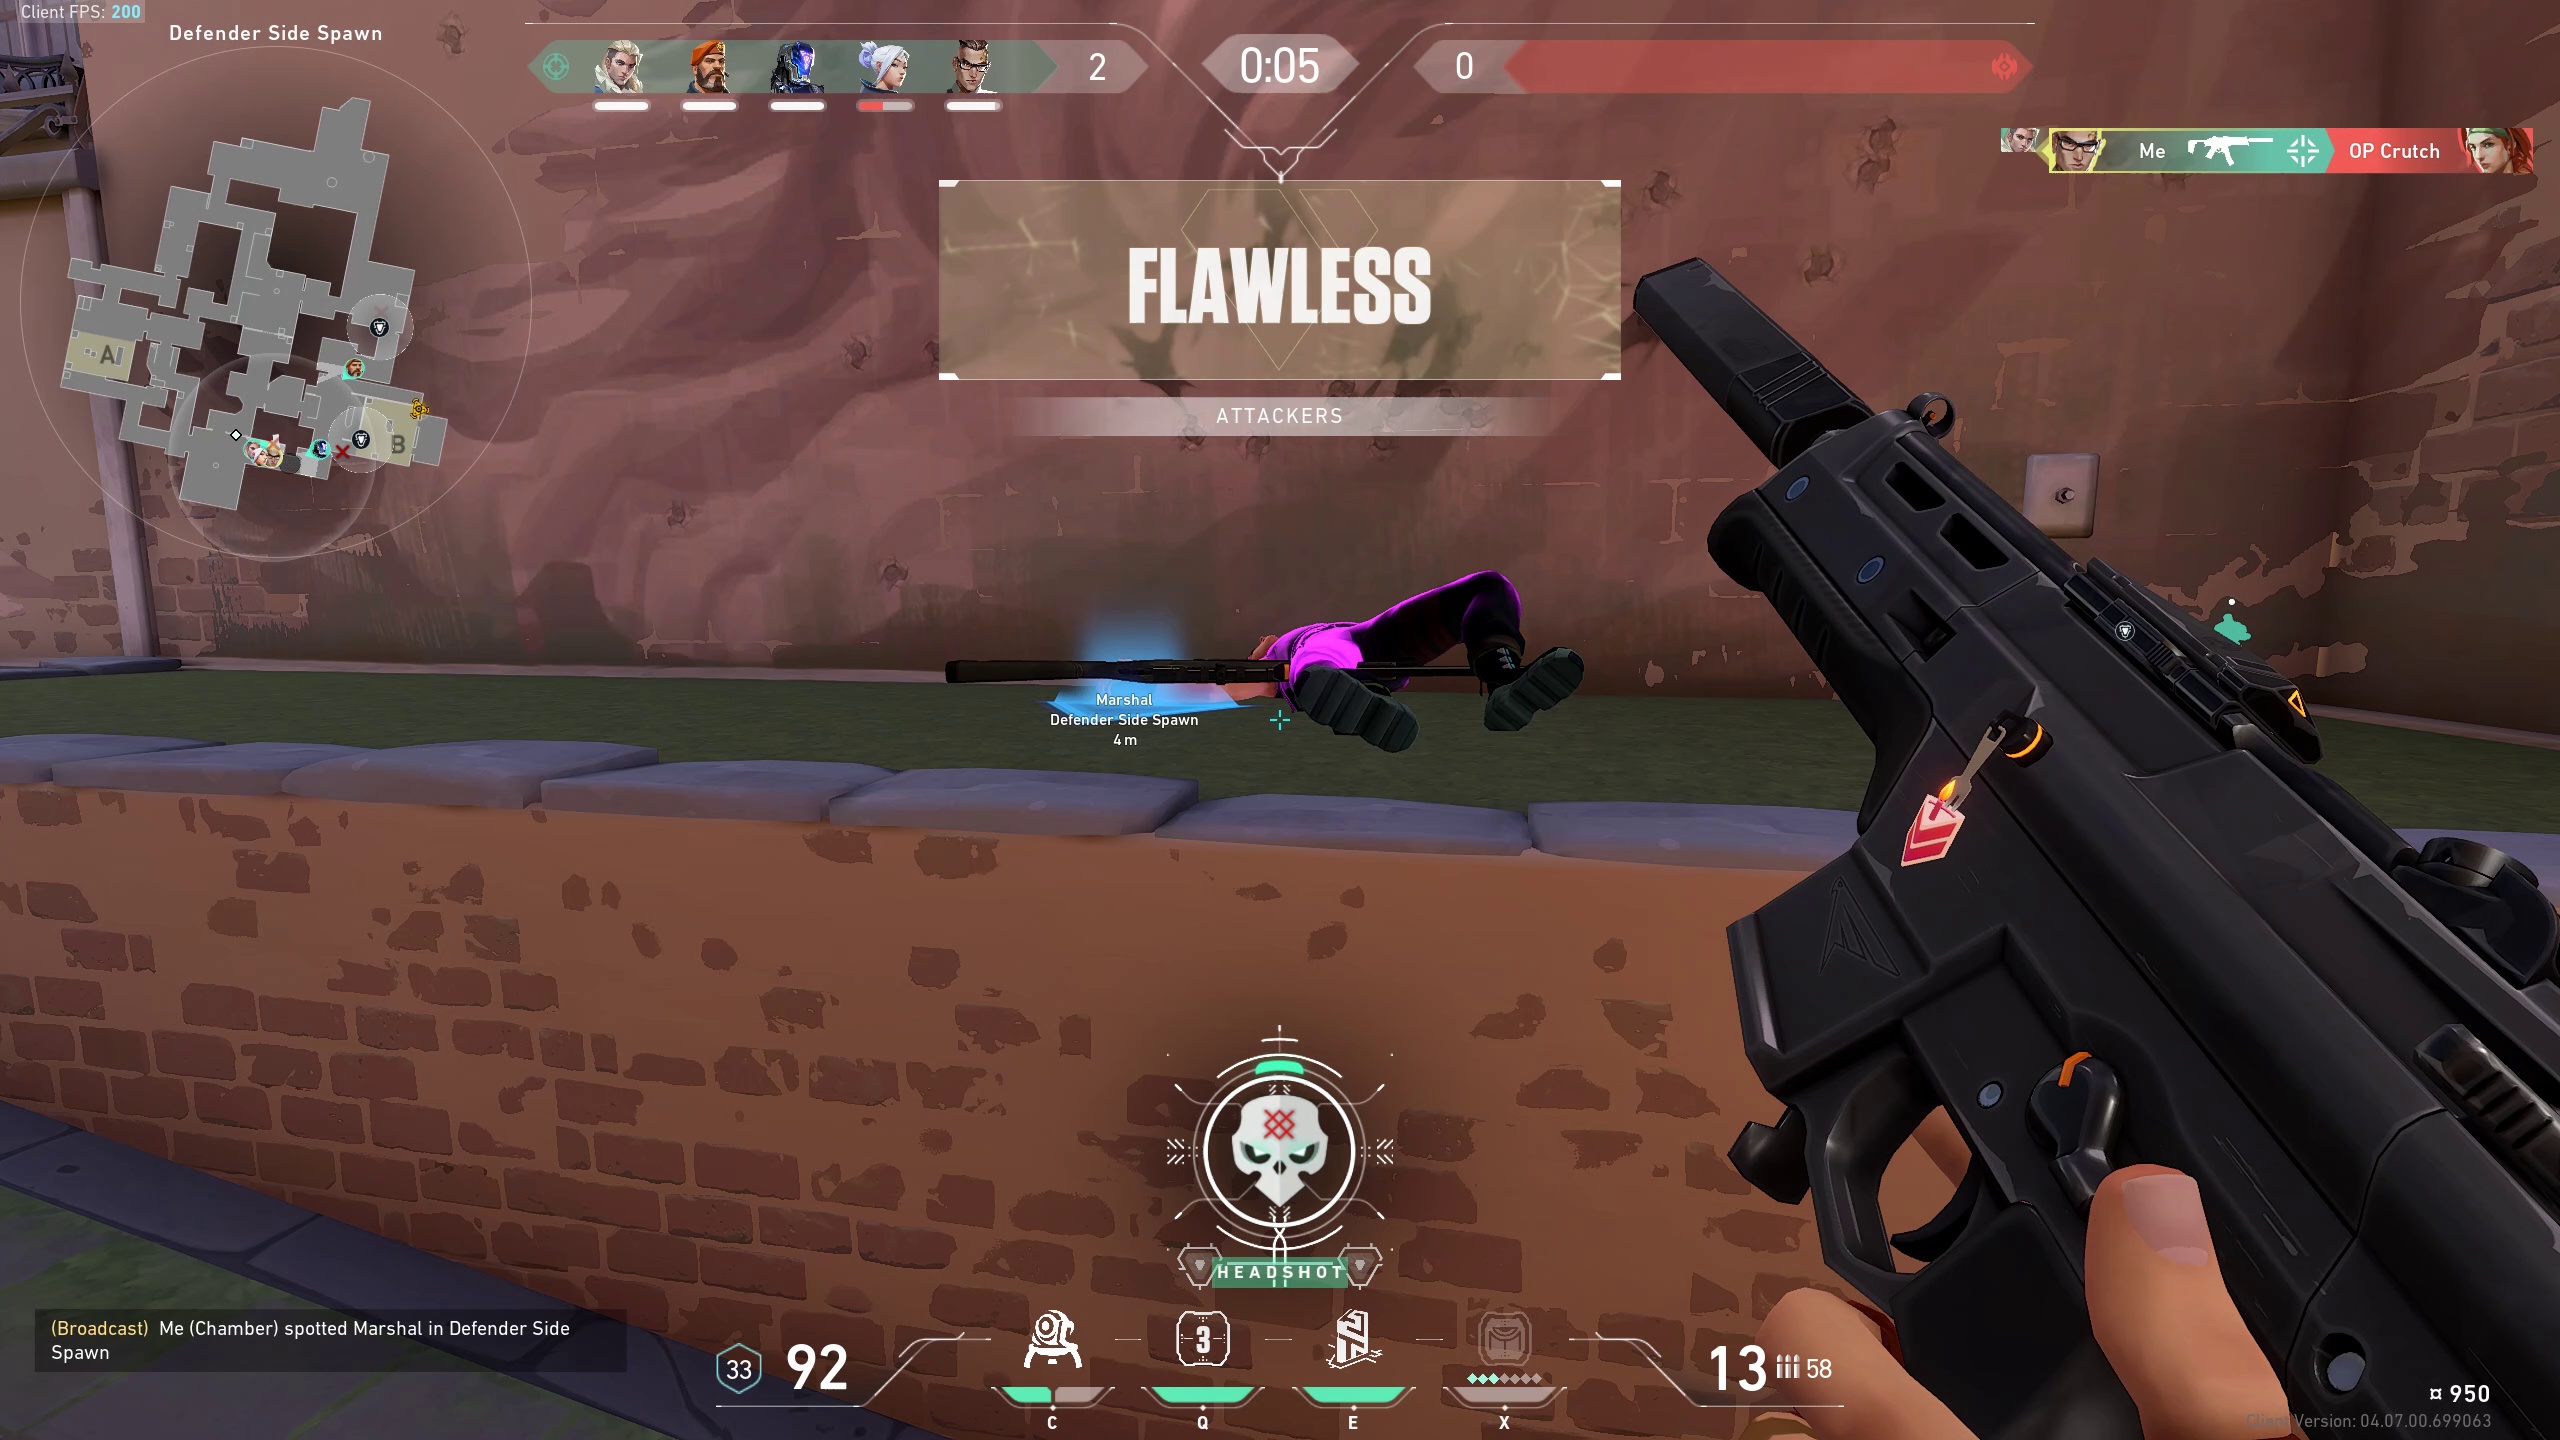 Client FPS: 200
Defender Side Spawn
2
0:05
0
Me
OP Crutch
FLAWLESS
ATTACKERS
A
B
Marshal
Defender Side Spawn
4 m
HEADSHOT
(Broadcast) Me (Chamber) spotted Marshal in Defender Side
Spawn
33
92
3
13
58
C
Q
E
X
¤ 950
Client Version: 04.07.00.699063